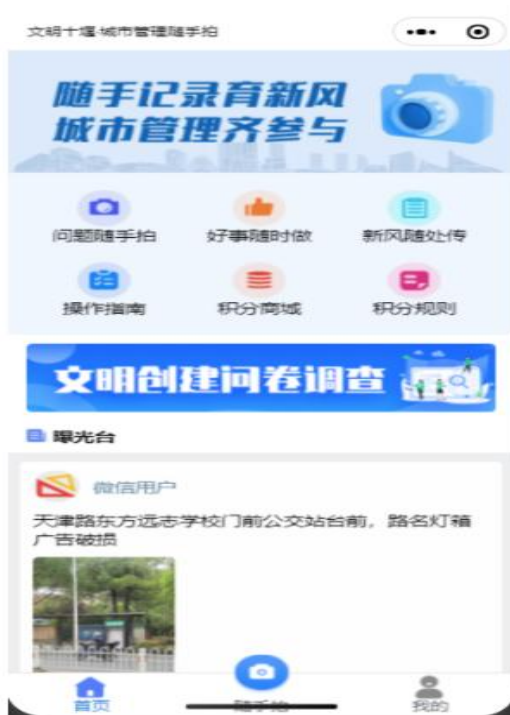 文明十堰·城市管理随手拍
随手记录育新风
城市管理齐参与
问题随手拍
好事随时做
新风随处传
操作指南
积分商城
积分规则
文明创建问卷调查
曝光台
微信用户
天津路东方远志学校门前公交站台前，路名灯箱
广告破损
首页
随手拍
我的